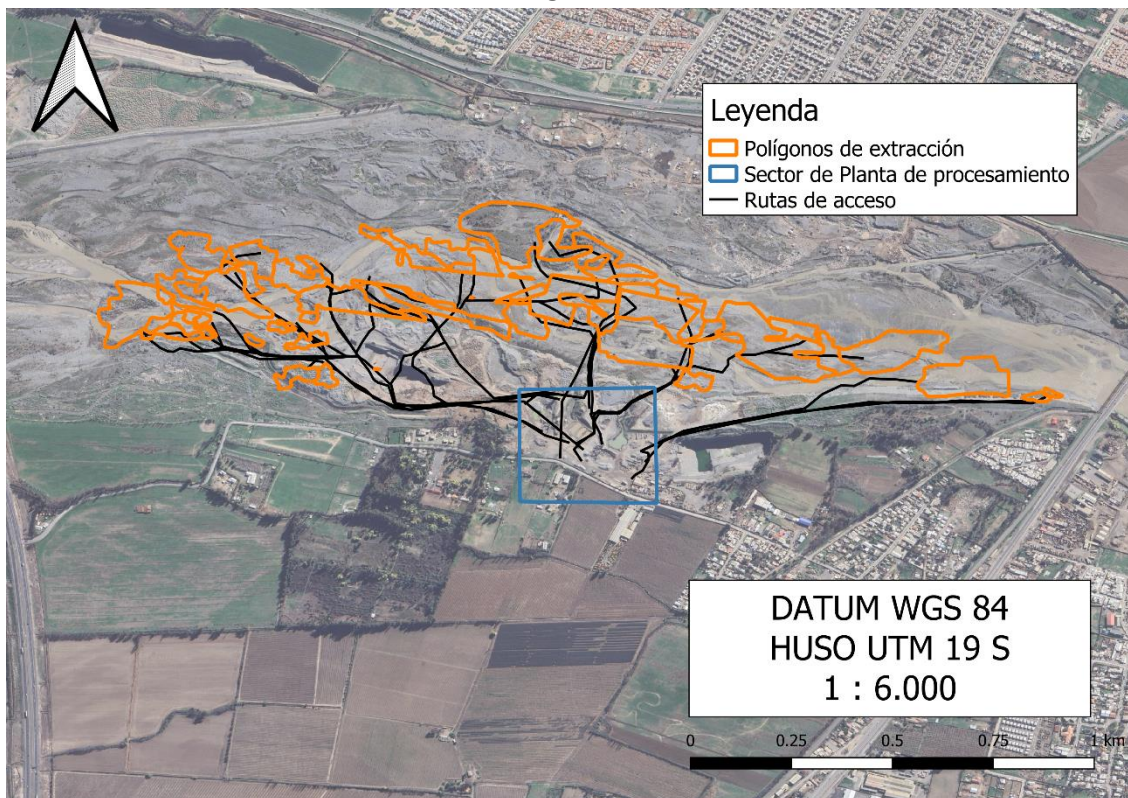 Leyenda
Polígonos de extracción
Sector de Planta de procesamiento
Rutas de acceso
DATUM WGS 84
HUSO UTM 19 S
1 : 6.000
0 0.25 0.5 0.75 1 km